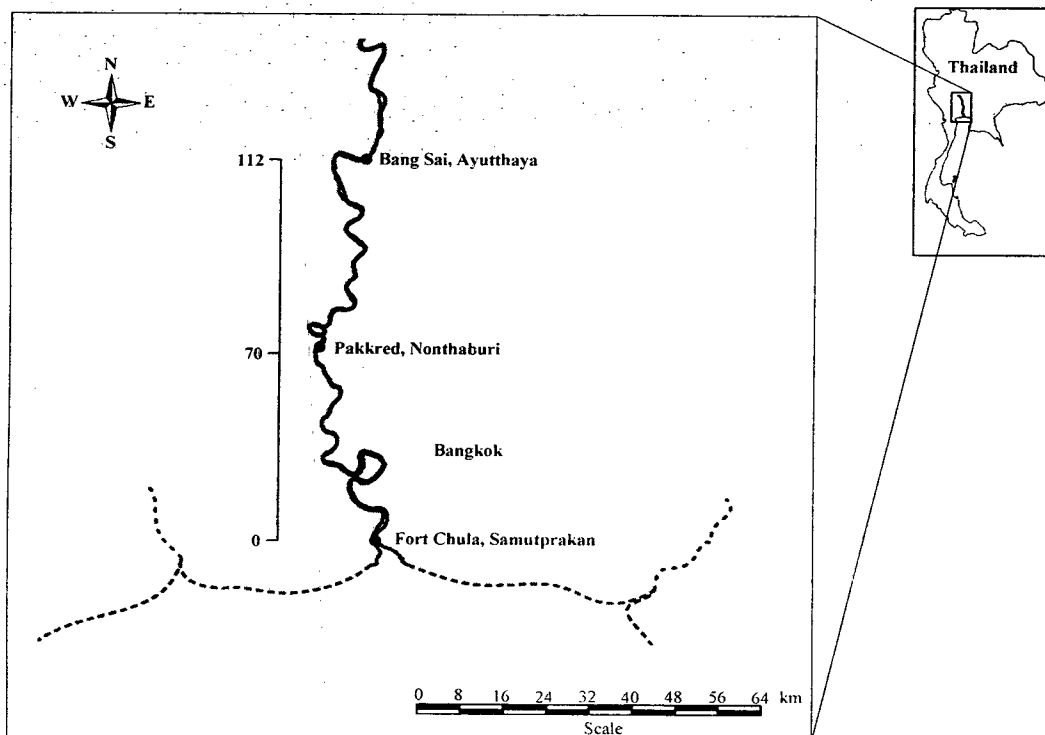 Thailand
N
W E
S
112
Bang Sai, Ayutthaya
70
Pakkred, Nonthaburi
Bangkok
0
Fort Chula, Samutprakan
0 8 16 24 32 40 48 56 64 km
Scale